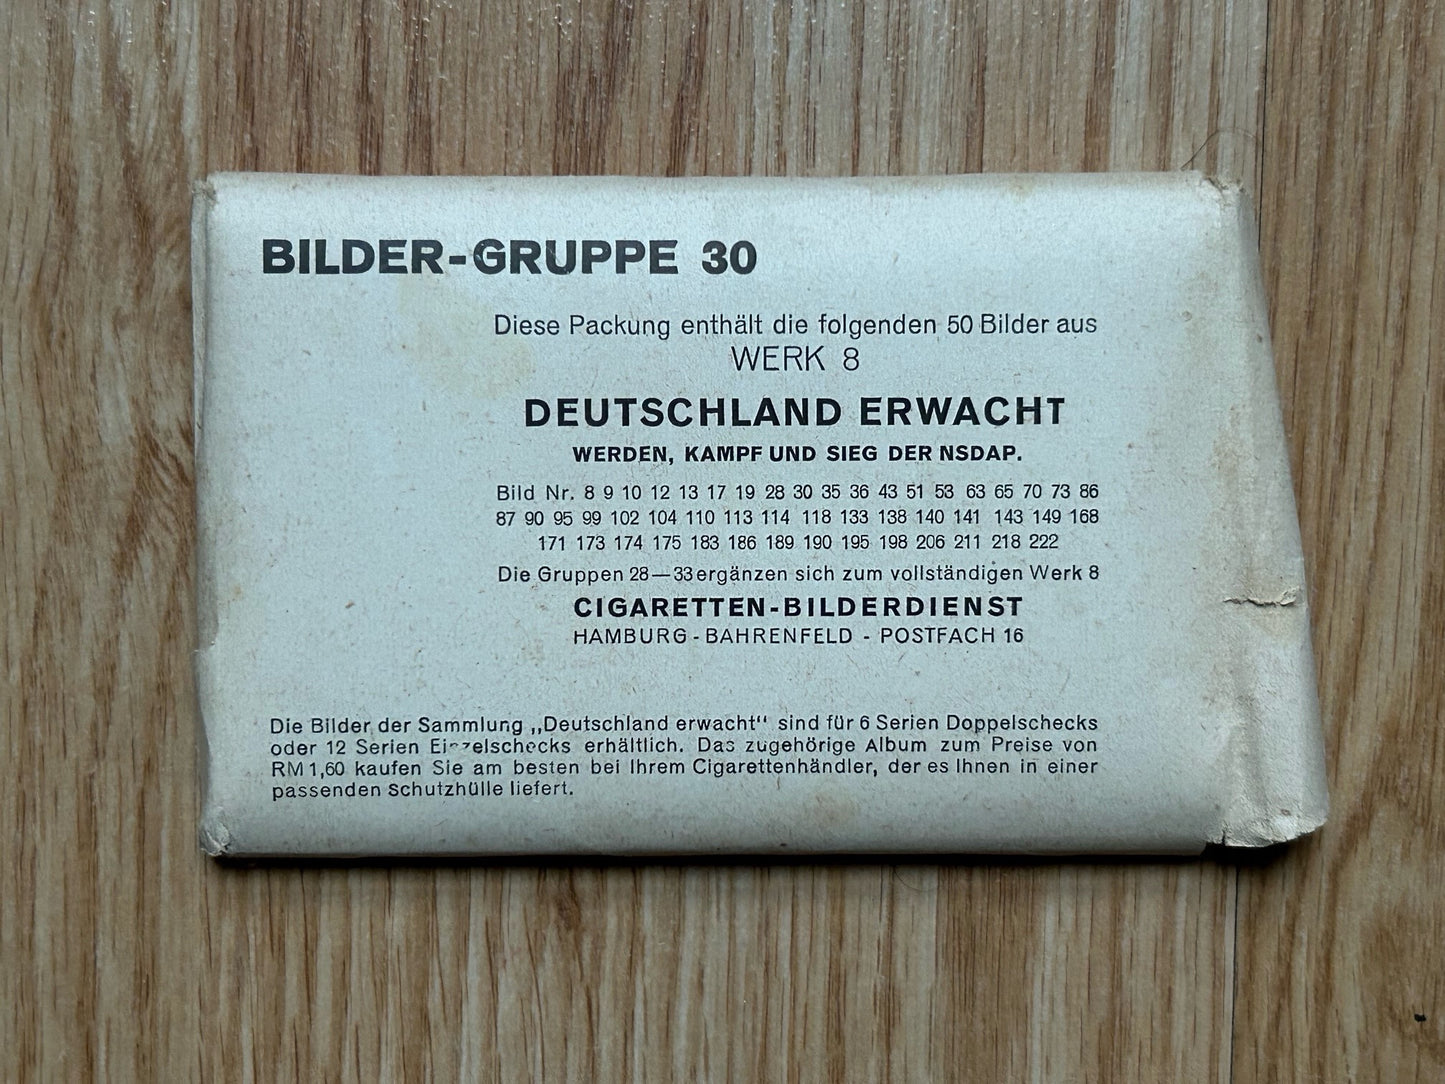 BILDER-GRUPPE 30
Diese Packung enthält die folgenden 50 Bilder aus
WERK 8
DEUTSCHLAND ERWACHT
WERDEN, KAMPF UND SIEG DER NSDAP.
Bild Nr. 8 9 10 12 13 17 19 28 30 35 36 43 51 53 63 65 70 73 86
87 90 95 99 102 104 110 113 114 118 133 138 140 141 143 149 168
171 173 174 175 183 186 189 190 195 198 206 211 218 222
Die Gruppen 28—33 ergänzen sich zum vollständigen Werk 8
CIGARETTEN-BILDERDIENST
HAMBURG - BAHRENFELD - POSTFACH 16
Die Bilder der Sammlung „Deutschland erwacht“ sind für 6 Serien Doppelschecks
oder 12 Serien Einzelschecks erhältlich. Das zugehörige Album zum Preise von
RM 1,60 kaufen Sie am besten bei Ihrem Cigarettenhändler, der es Ihnen in einer
passenden Schutzhülle liefert.